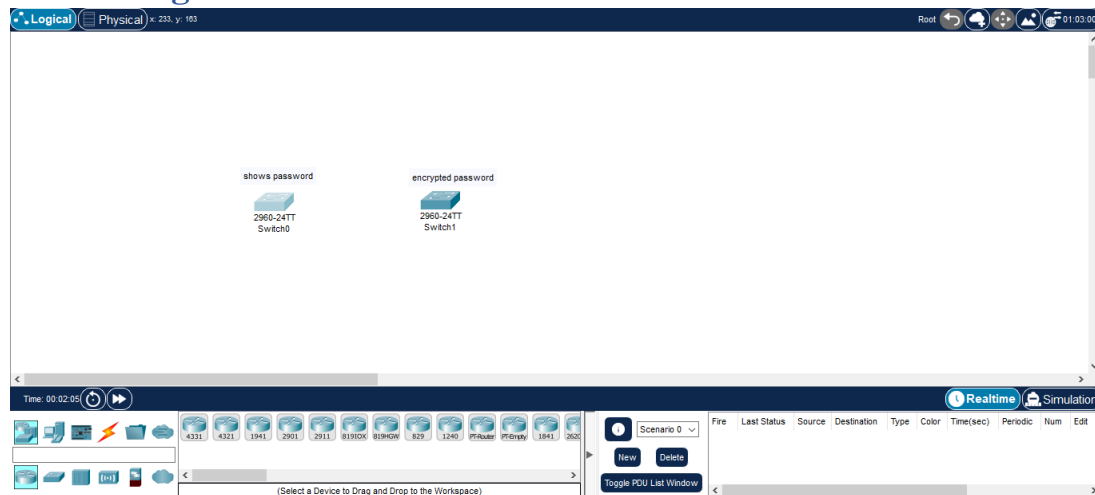 Logical Physical x: 233, y: 163 Root 01:03:00
shows password encrypted password
2960-24TT 2960-24TT
Switch0 Switch1
Time: 00:02:05 Realtime Simulation
4331 4321 1941 2901 2911 819IOX 819HGW 829 1240 PT-Router PT-Empty 1841 2620
Scenario 0
Fire Last Status Source Destination Type Color Time(sec) Periodic Num Edit
New Delete
Toggle PDU List Window
(Select a Device to Drag and Drop to the Workspace)